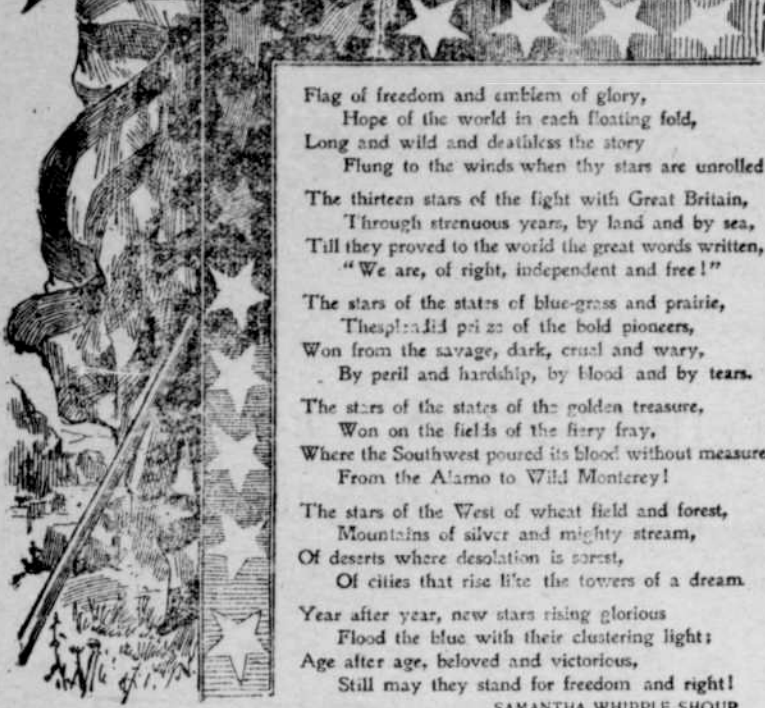 Flag of freedom and emblem of glory,
Hope of the world in each floating fold,
Long and wild and deathless the story
Flung to the winds when thy stars are unrolled
The thirteen stars of the fight with Great Britain,
Through strenuous years, by land and by sea,
Till they proved to the world the great words written,
"We are, of right, independent and free!"
The stars of the states of blue-grass and prairie,
The splendid prize of the bold pioneers,
Won from the savage, dark, cruel and wary,
By peril and hardship, by blood and by tears.
The stars of the states of the golden treasure,
Won on the fields of the fiery fray,
Where the Southwest poured its blood without measure
From the Alamo to Wild Monterey!
The stars of the West of wheat field and forest,
Mountains of silver and mighty stream,
Of deserts where desolation is sorest,
Of cities that rise like the towers of a dream.
Year after year, new stars rising glorious
Flood the blue with their clustering light;
Age after age, beloved and victorious,
Still may they stand for freedom and right!
SAMANTHA WHIPPLE SHOUP